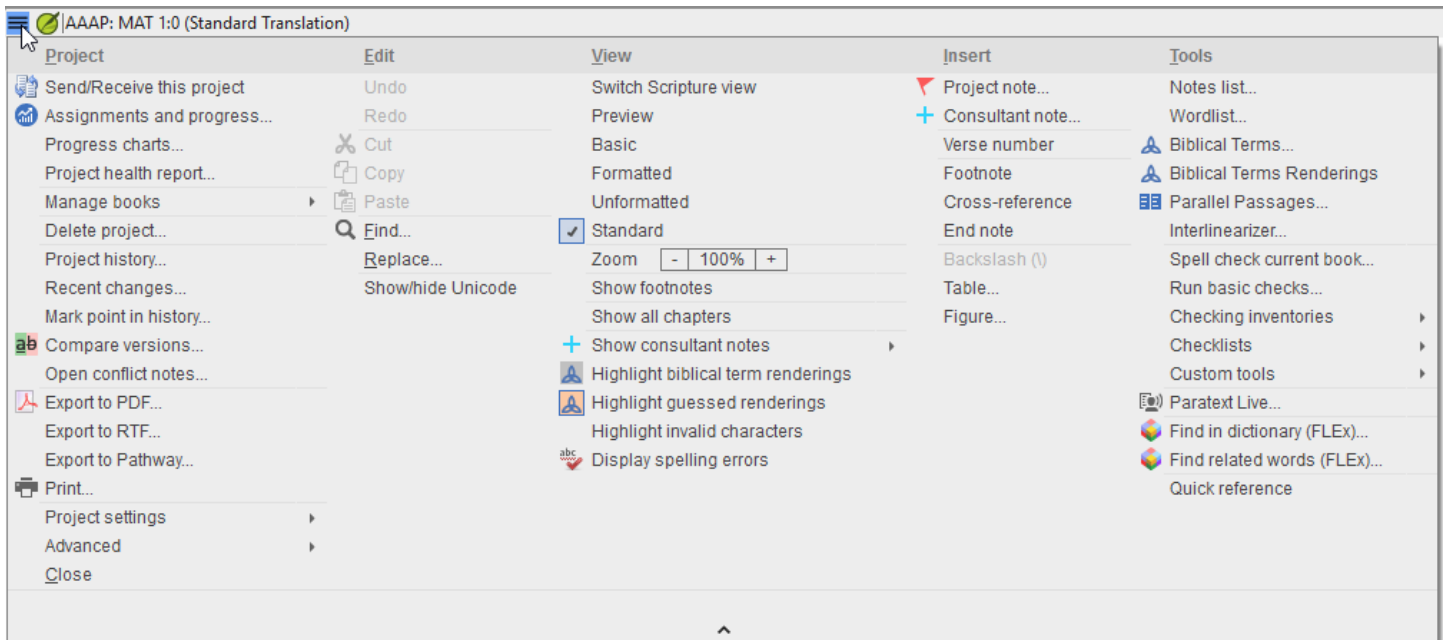 AAAP: MAT 1:0 (Standard Translation)
Project
Send/Receive this project
Assignments and progress...
Progress charts...
Project health report...
Manage books
Delete project...
Project history...
Recent changes...
Mark point in history...
ab Compare versions...
Open conflict notes...
Export to PDF...
Export to RTF...
Export to Pathway...
Print...
Project settings
Advanced
Close
Edit
Undo
Redo
Cut
Copy
Paste
Find...
Replace...
Show/hide Unicode
View
Switch Scripture view
Preview
Basic
Formatted
Unformatted
Standard
Zoom - 100% +
Show footnotes
Show all chapters
Show consultant notes
Highlight biblical term renderings
Highlight guessed renderings
Highlight invalid characters
abc Display spelling errors
Insert
Project note...
Consultant note...
Verse number
Footnote
Cross-reference
End note
Backslash (\)
Table...
Figure...
Tools
Notes list...
Wordlist...
Biblical Terms...
Biblical Terms Renderings
Parallel Passages...
Interlinearizer...
Spell check current book...
Run basic checks...
Checking inventories
Checklists
Custom tools
Paratext Live...
Find in dictionary (FLEx)...
Find related words (FLEx)...
Quick reference